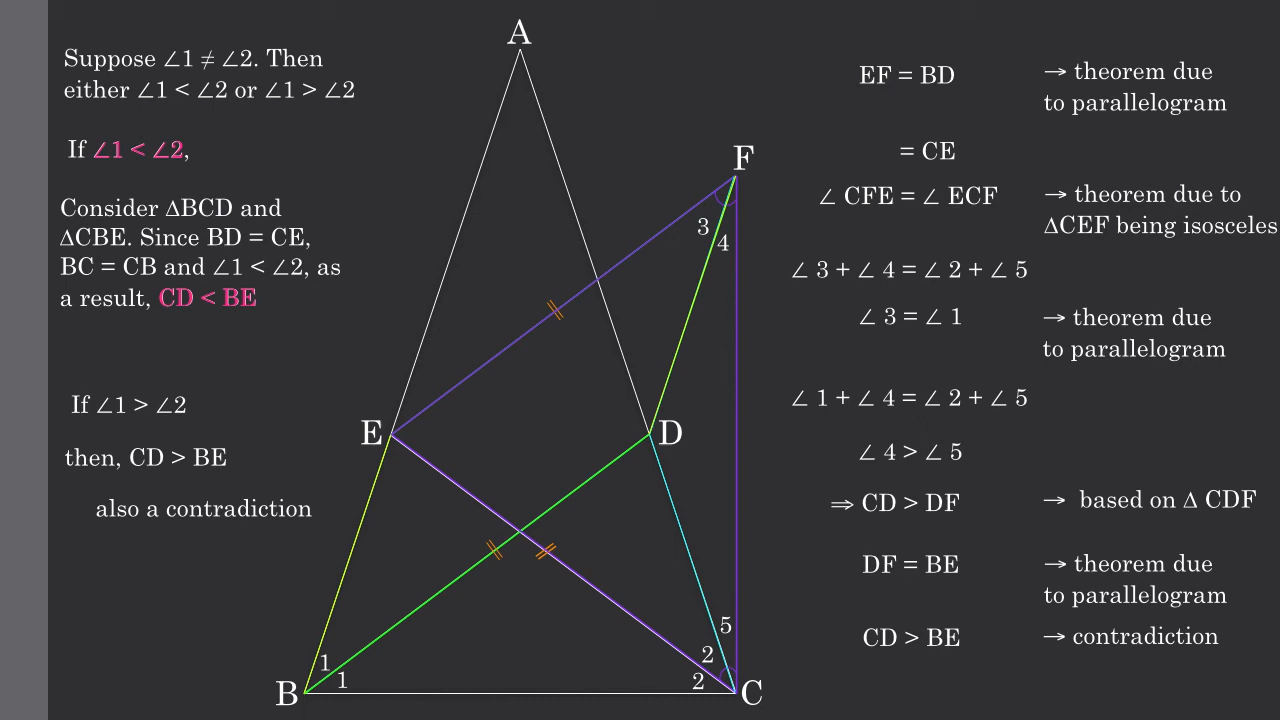 Suppose ∠1 ≠ ∠2. Then
either ∠1 < ∠2 or ∠1 > ∠2
If ∠1 < ∠2,
Consider ΔBCD and
ΔCBE. Since BD = CE,
BC = CB and ∠1 < ∠2, as
a result, CD < BE
If ∠1 > ∠2
then, CD > BE
also a contradiction
A
F
3
4
E
D
5
1
2
1
2
B
C
EF = BD → theorem due
to parallelogram
= CE
∠ CFE = ∠ ECF → theorem due to
ΔCEF being isosceles
∠ 3 + ∠ 4 = ∠ 2 + ∠ 5
∠ 3 = ∠ 1 → theorem due
to parallelogram
∠ 1 + ∠ 4 = ∠ 2 + ∠ 5
∠ 4 > ∠ 5
⇒ CD > DF → based on Δ CDF
DF = BE → theorem due
to parallelogram
CD > BE → contradiction